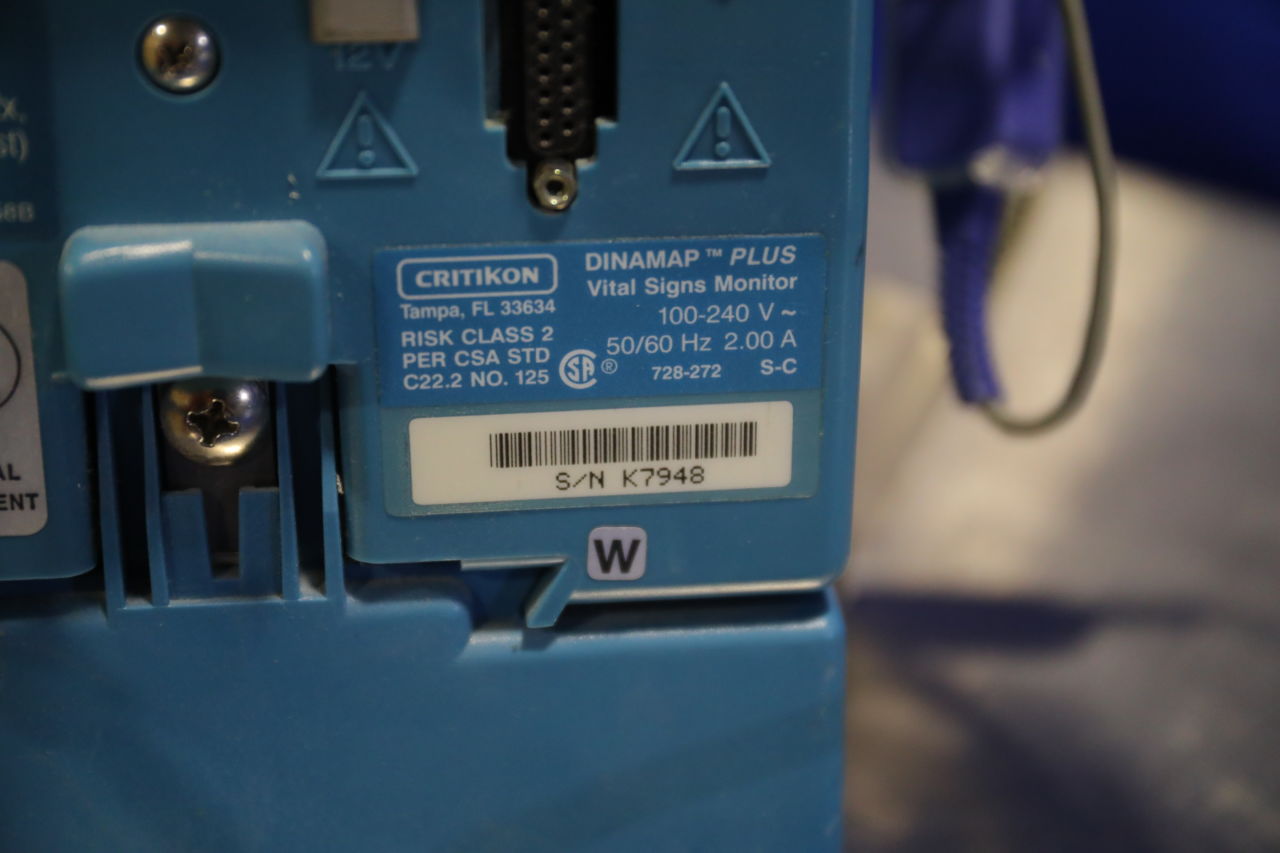 12V
CRITIKON
Tampa, FL 33634
RISK CLASS 2
PER CSA STD
C22.2 NO. 125
SA ®
DINAMAP™ PLUS
Vital Signs Monitor
100-240 V ~
50/60 Hz 2.00 A
728-272 S-C
S/N K7948
W